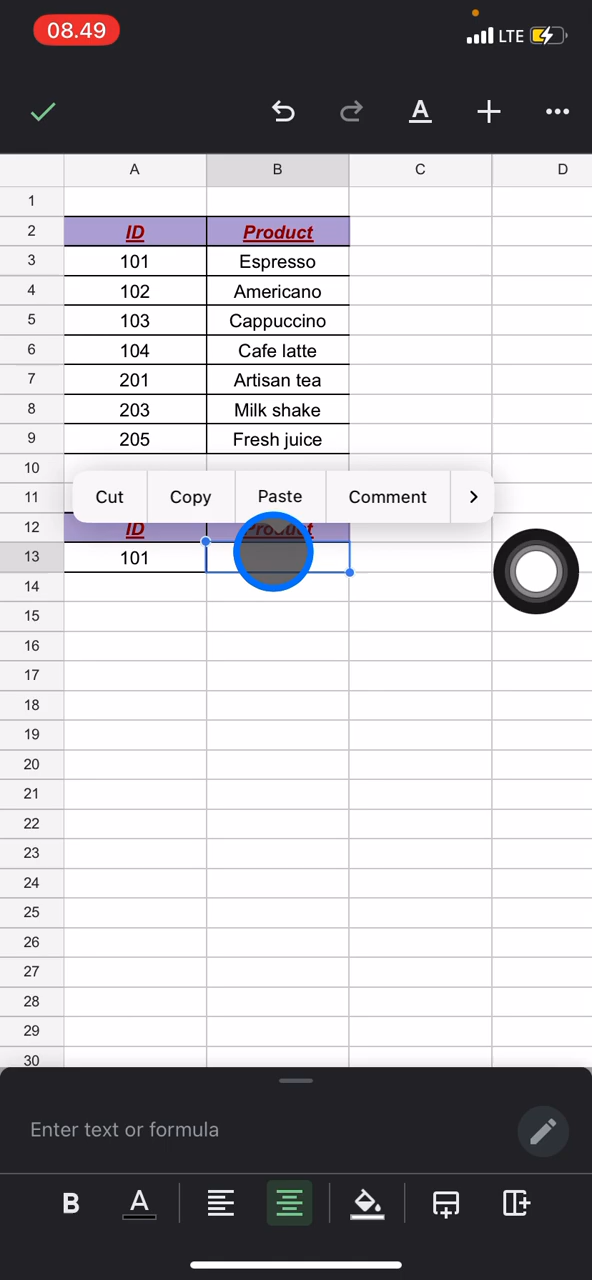 08.49
LTE
A
A B C D
1
2 ID Product
3 101 Espresso
4 102 Americano
5 103 Cappuccino
6 104 Cafe latte
7 201 Artisan tea
8 203 Milk shake
9 205 Fresh juice
10
11 Cut Copy Paste Comment
12 ID Product
13 101
14
15
16
17
18
19
20
21
22
23
24
25
26
27
28
29
30
Enter text or formula
B A